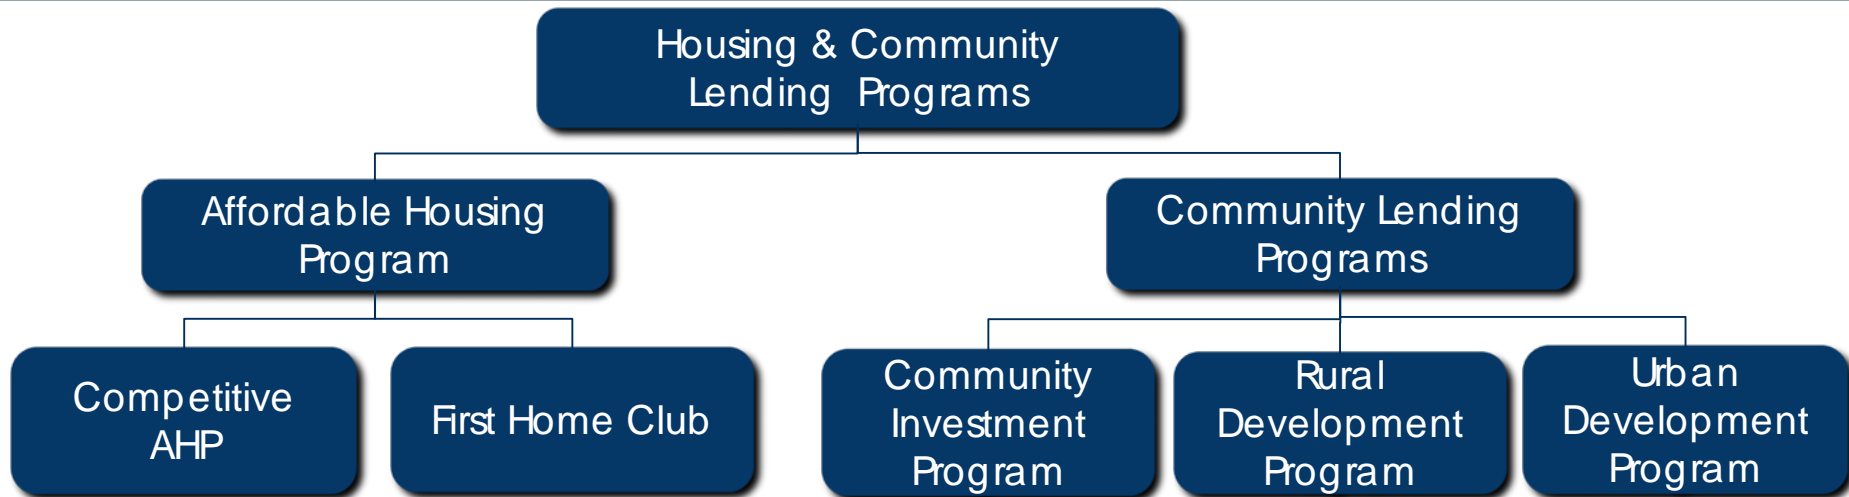 Housing & Community
Lending Programs
Affordable Housing
Program
Community Lending
Programs
Competitive
AHP
First Home Club
Community
Investment
Program
Rural
Development
Program
Urban
Development
Program